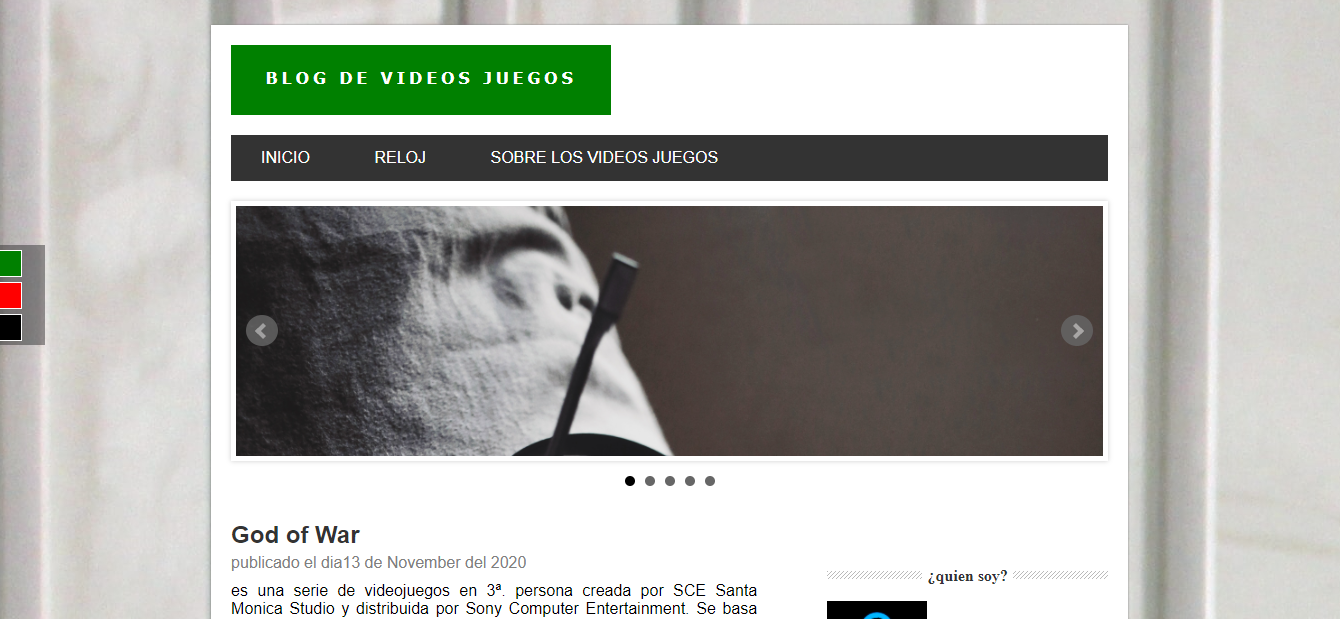 BLOG DE VIDEOS JUEGOS
INICIO RELOJ SOBRE LOS VIDEOS JUEGOS
God of War
publicado el dia13 de November del 2020
es una serie de videojuegos en 3ª. persona creada por SCE Santa
Monica Studio y distribuida por Sony Computer Entertainment. Se basa
¿quien soy?